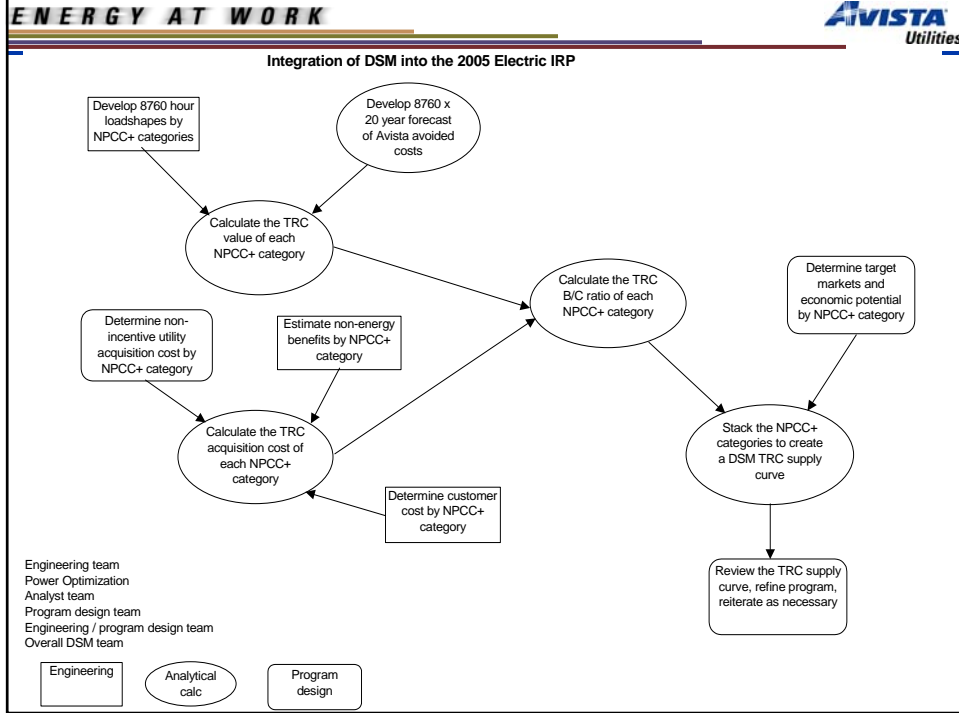 ENERGY AT WORK
AVISTA
Utilities
Integration of DSM into the 2005 Electric IRP
Develop 8760 hour
loadshapes by
NPCC+ categories
Develop 8760 x
20 year forecast
of Avista avoided
costs
Calculate the TRC
value of each
NPCC+ category
Calculate the TRC
B/C ratio of each
NPCC+ category
Determine target
markets and
economic potential
by NPCC+ category
Determine non-
incentive utility
acquisition cost by
NPCC+ category
Estimate non-energy
benefits by NPCC+
category
Calculate the TRC
acquisition cost of
each NPCC+
category
Stack the NPCC+
categories to create
a DSM TRC supply
curve
Determine customer
cost by NPCC+
category
Review the TRC supply
curve, refine program,
reiterate as necessary
Engineering team
Power Optimization
Analyst team
Program design team
Engineering / program design team
Overall DSM team
Engineering
Analytical
calc
Program
design